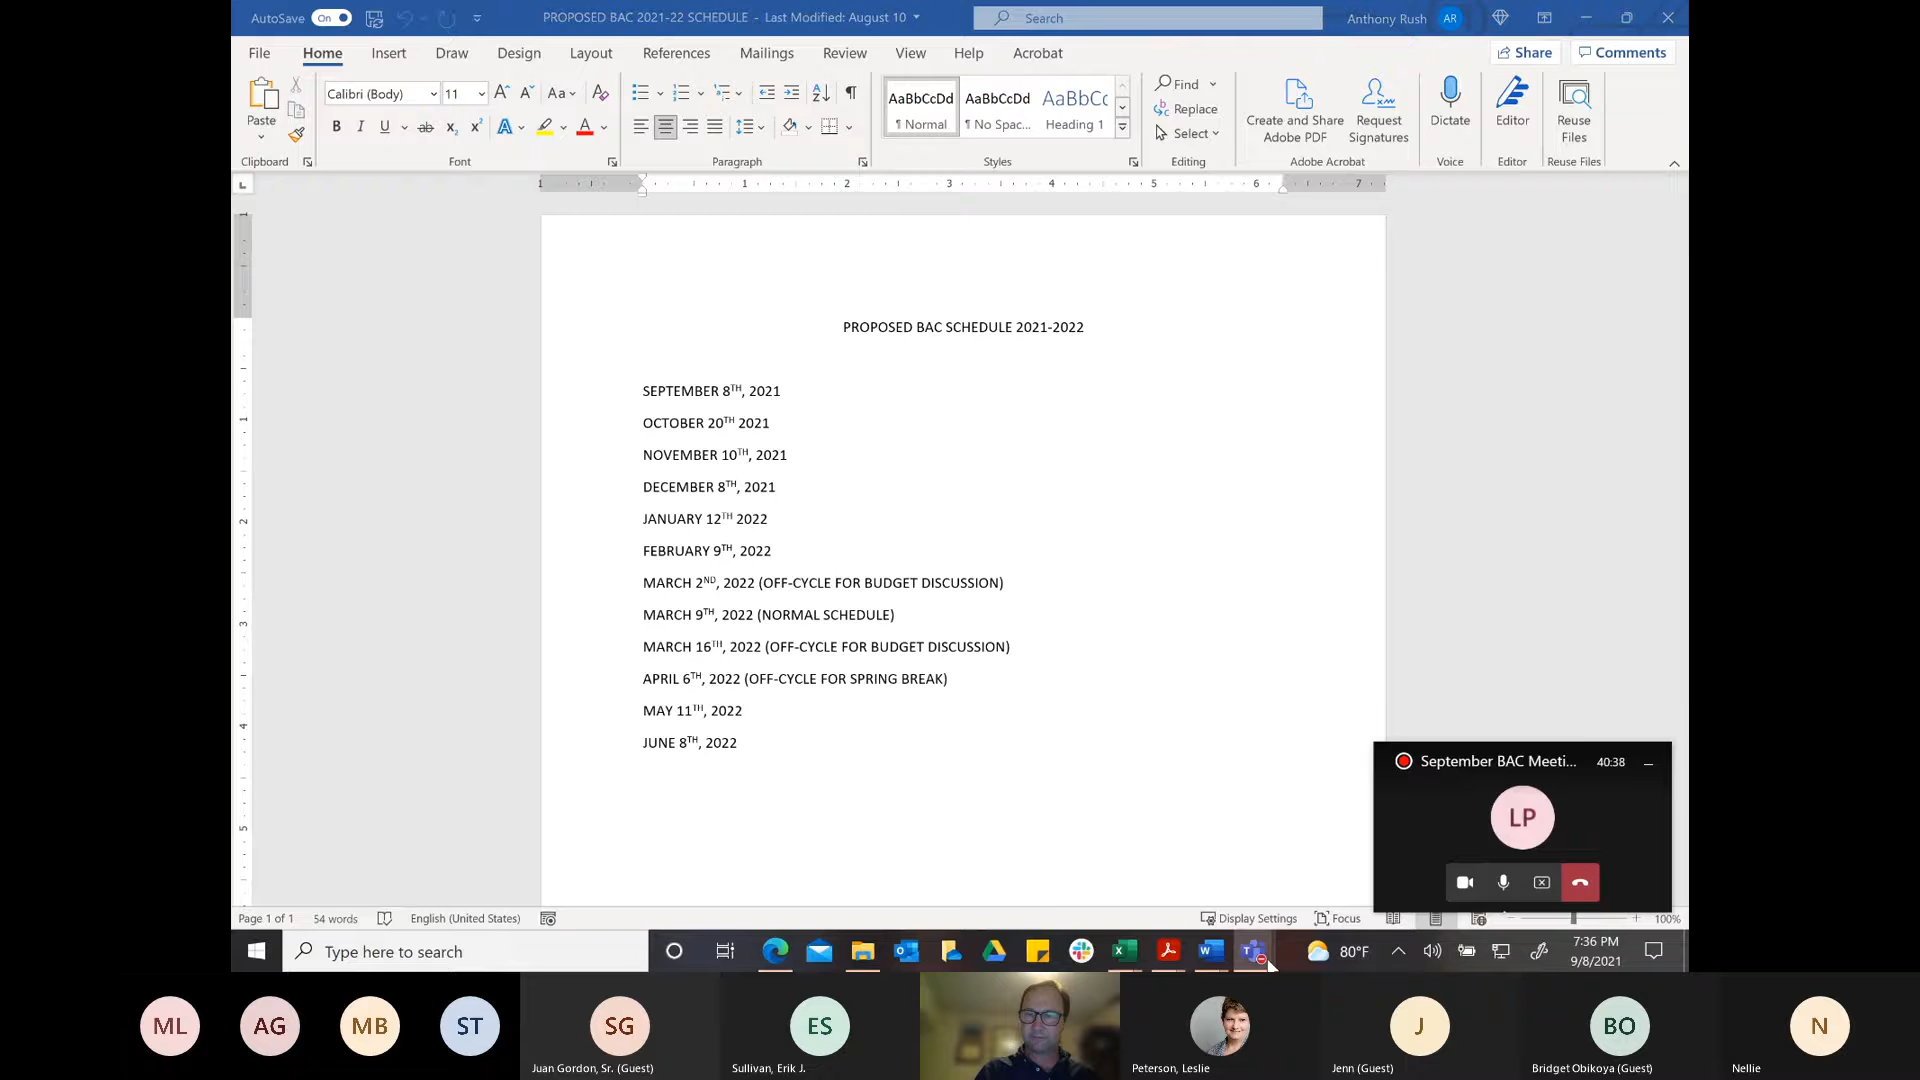 AutoSave On PROPOSED BAC 2021-22 SCHEDULE - Last Modified: August 10 Search Anthony Rush AR
File Home Insert Draw Design Layout References Mailings Review View Help Acrobat Share Comments
Paste Calibri (Body) 11 Aa AaBbCcDd AaBbCcDd AaBbCc Find
¶ Normal ¶ No Spac... Heading 1 Replace
Select
Create and Share Adobe PDF Request Signatures Dictate Editor Reuse Files
Clipboard Font Paragraph Styles Editing Adobe Acrobat Voice Editor Reuse Files
1 1 2 3 4 5 6 7
PROPOSED BAC SCHEDULE 2021-2022
SEPTEMBER 8TH, 2021
OCTOBER 20TH 2021
NOVEMBER 10TH, 2021
DECEMBER 8TH, 2021
JANUARY 12TH 2022
FEBRUARY 9TH, 2022
MARCH 2ND, 2022 (OFF-CYCLE FOR BUDGET DISCUSSION)
MARCH 9TH, 2022 (NORMAL SCHEDULE)
MARCH 16TH, 2022 (OFF-CYCLE FOR BUDGET DISCUSSION)
APRIL 6TH, 2022 (OFF-CYCLE FOR SPRING BREAK)
MAY 11TH, 2022
JUNE 8TH, 2022
September BAC Meeti... 40:38
LP
Page 1 of 1 54 words English (United States) Display Settings Focus 100%
Type here to search 80°F 7:36 PM
9/8/2021
ML AG MB ST SG ES J BO N
Juan Gordon, Sr. (Guest) Sullivan, Erik J. Peterson, Leslie Jenn (Guest) Bridget Obikoya (Guest) Nellie